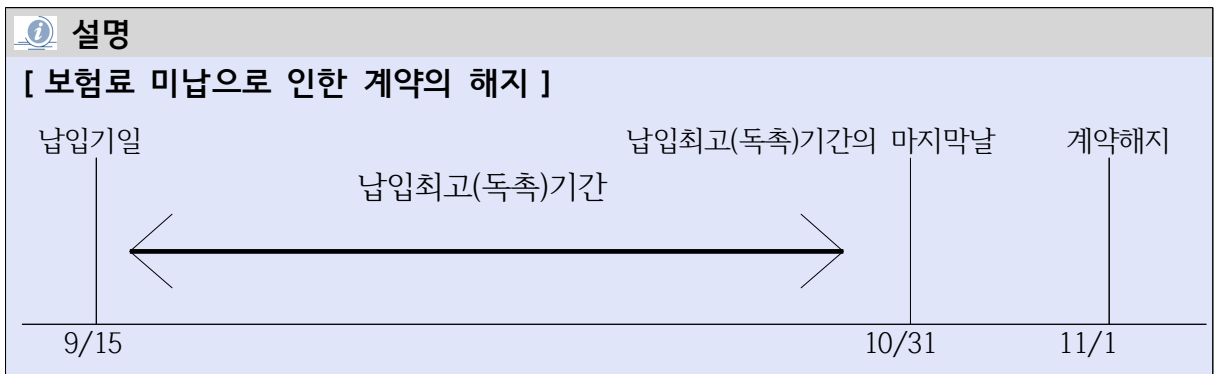 설명
[ 보험료 미납으로 인한 계약의 해지 ]
납입기일 납입최고(독촉)기간의 마지막날 계약해지
납입최고(독촉)기간
9/15 10/31 11/1